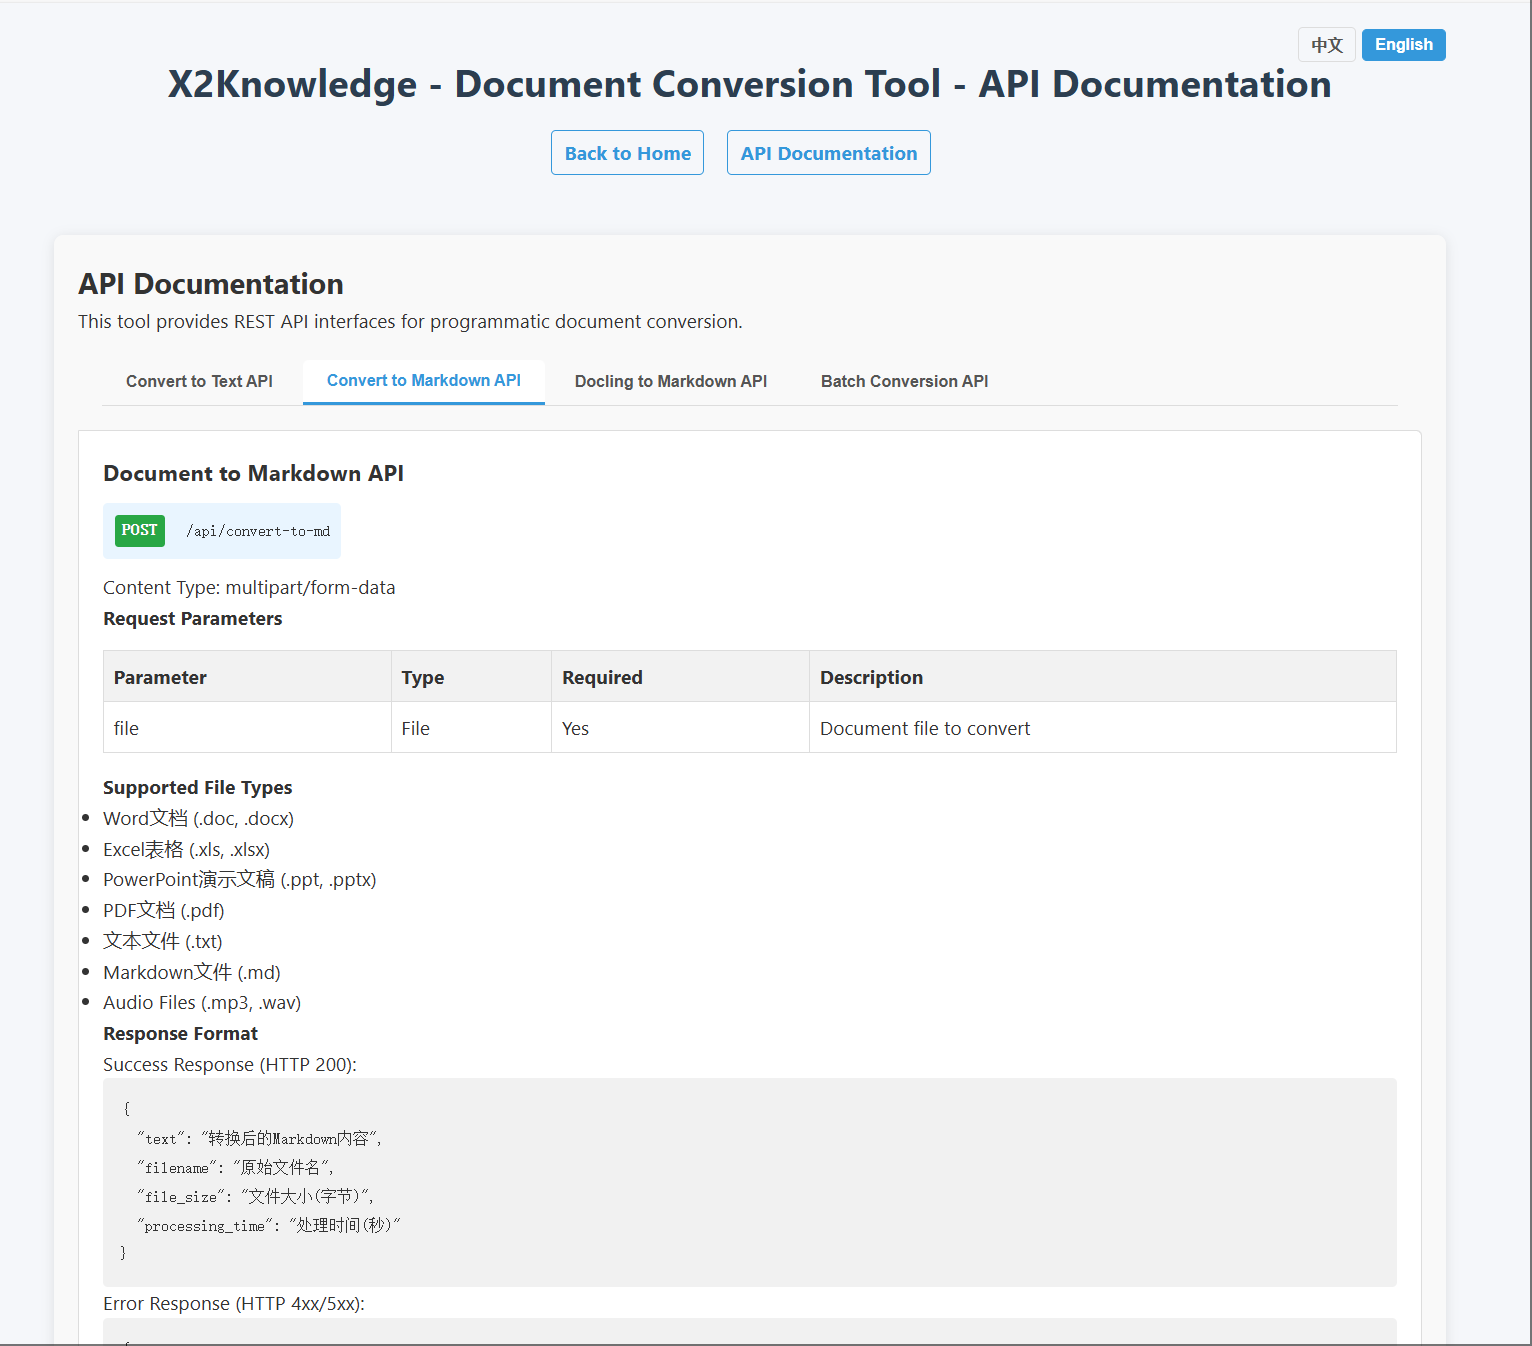 中文 English
X2Knowledge - Document Conversion Tool - API Documentation
Back to Home API Documentation
API Documentation
This tool provides REST API interfaces for programmatic document conversion.
Convert to Text API Convert to Markdown API Docling to Markdown API Batch Conversion API
Document to Markdown API
POST /api/convert-to-md
Content Type: multipart/form-data
Request Parameters
Parameter Type Required Description
file File Yes Document file to convert
Supported File Types
• Word文档 (.doc, .docx)
• Excel表格 (.xls, .xlsx)
• PowerPoint演示文稿 (.ppt, .pptx)
• PDF文档 (.pdf)
• 文本文件 (.txt)
• Markdown文件 (.md)
• Audio Files (.mp3, .wav)
Response Format
Success Response (HTTP 200):
{
"text": "转换后的Markdown内容",
"filename": "原始文件名",
"file_size": "文件大小(字节)",
"processing_time": "处理时间(秒)"
}
Error Response (HTTP 4xx/5xx):